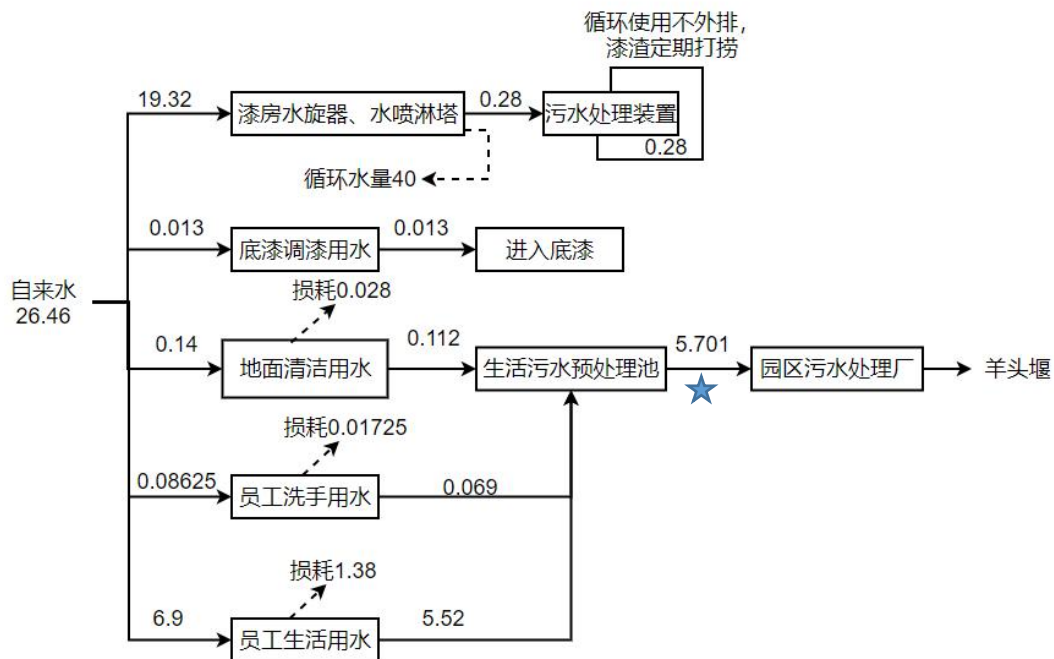 循环使用不外排，
漆渣定期打捞
19.32
漆房水旋器、水喷淋塔
0.28
污水处理装置
0.28
循环水量40
0.013
底漆调漆用水
0.013
进入底漆
自来水
26.46
损耗0.028
0.14
地面清洁用水
0.112
生活污水预处理池
5.701
园区污水处理厂
羊头堰
损耗0.01725
0.08625
员工洗手用水
0.069
损耗1.38
6.9
员工生活用水
5.52